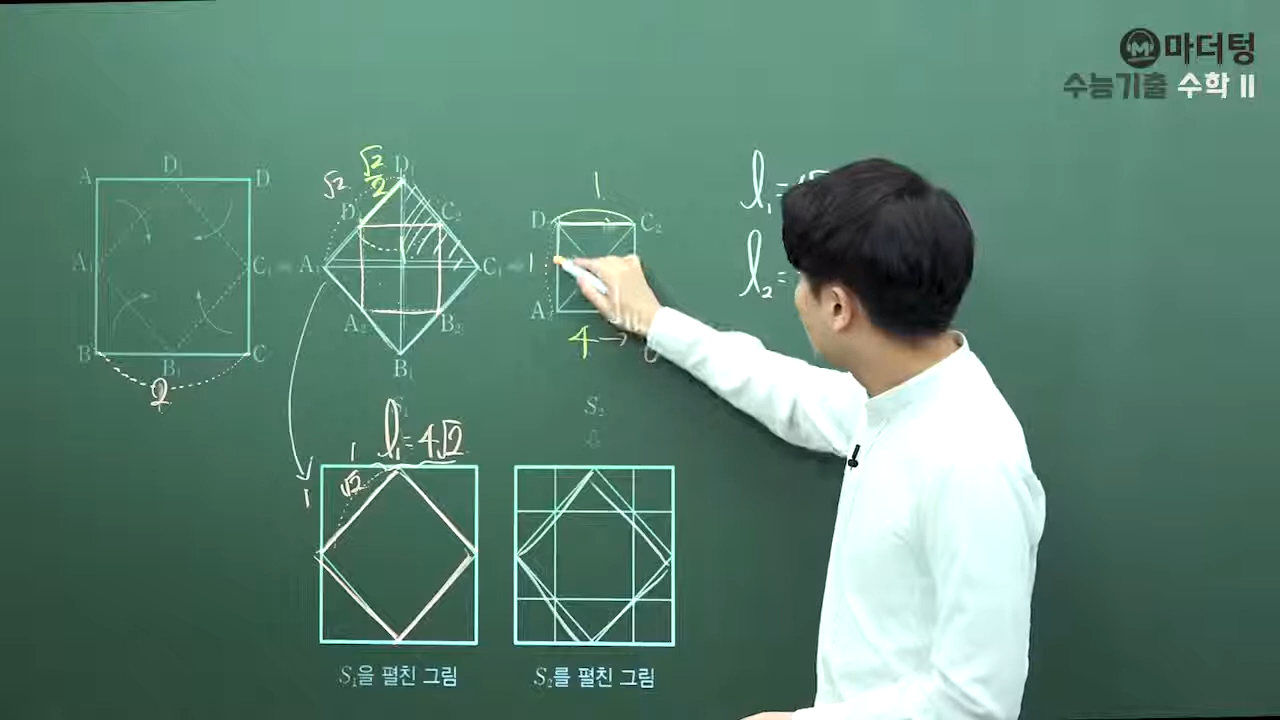 마더텅
수능기출 수학 II
A D₁ D
A₁ C₁
B B₁ C
2
√2 √2/2 D₁
D₂ C₂
A₁ C₁
A₂ B₂
B₁
S₁
1
D₂ C₂
1
A₂
4 →
S₂
l₁ =
l₂ =
l₁ = 4√2
1
√2
1
S₁을 펼친 그림
S₂를 펼친 그림